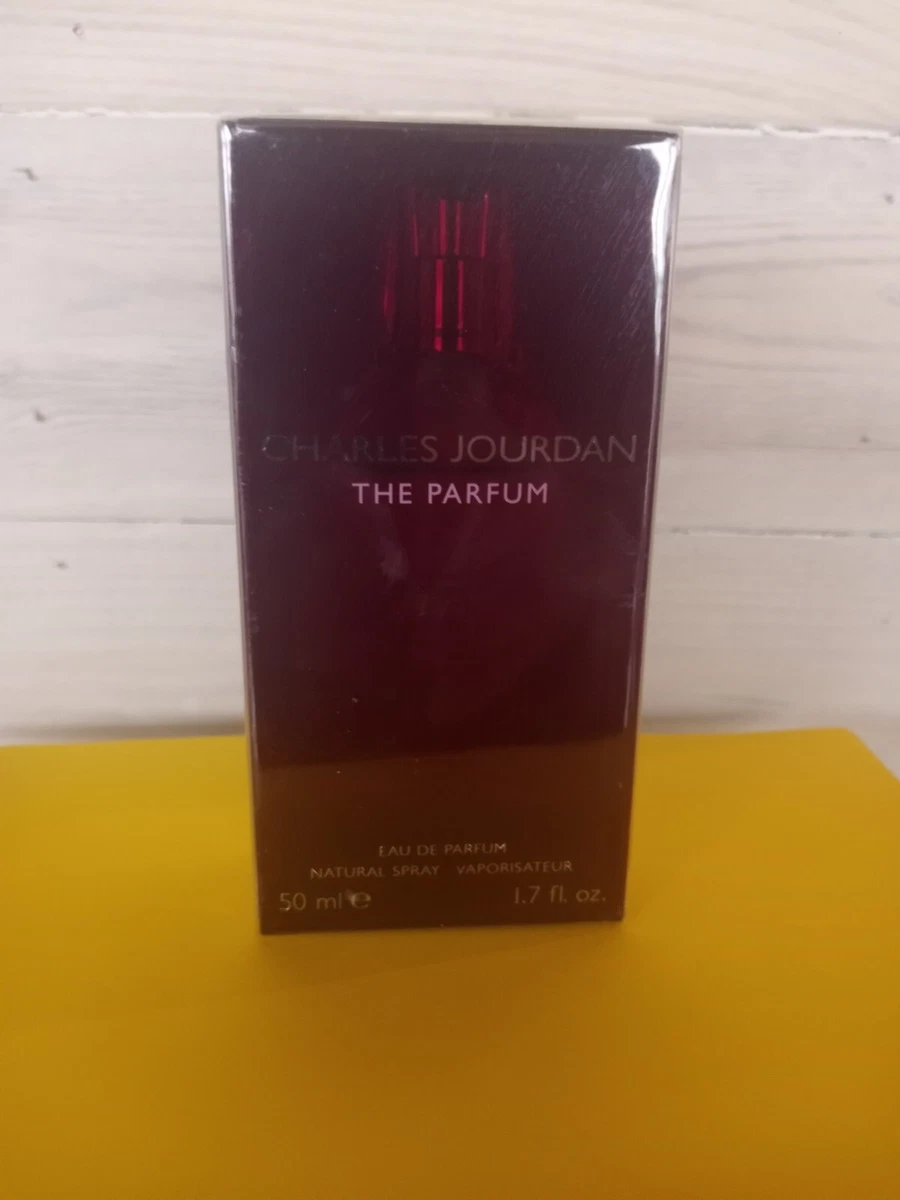 CHARLES JOURDAN
THE PARFUM
EAU DE PARFUM
NATURAL SPRAY VAPORISATEUR
50 ml ℮ 1.7 fl. oz.